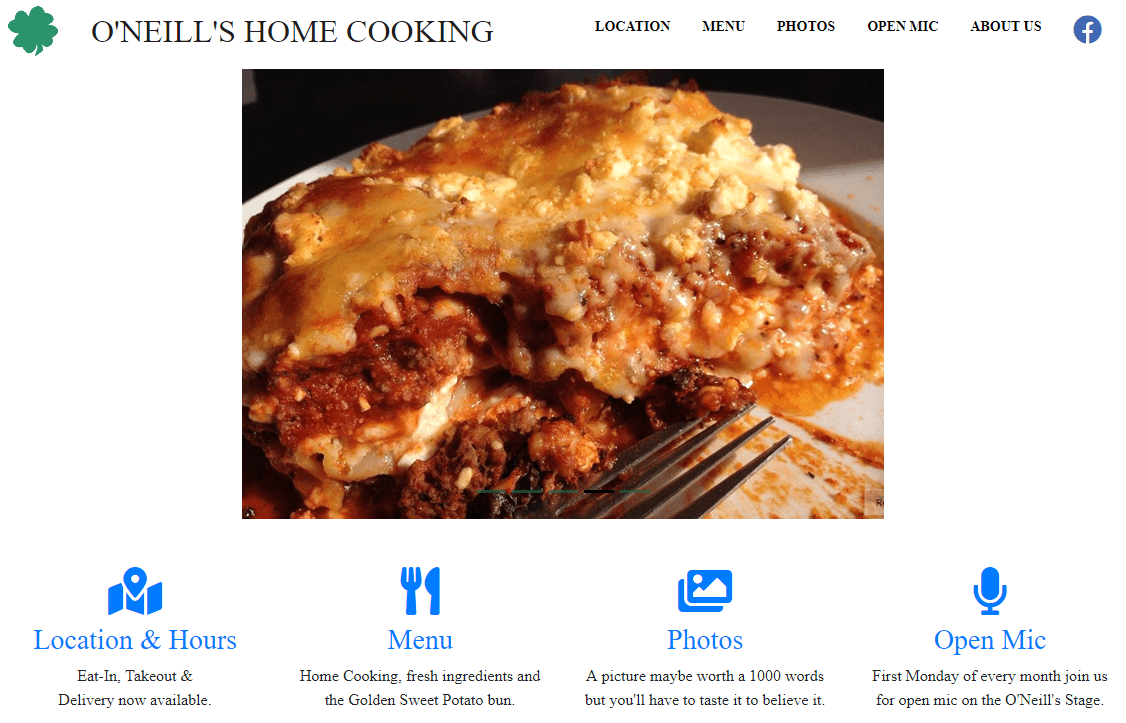 O'NEILL'S HOME COOKING
LOCATION
MENU
PHOTOS
OPEN MIC
ABOUT US
Location & Hours
Eat-In, Takeout &
Delivery now available.
Menu
Home Cooking, fresh ingredients and
the Golden Sweet Potato bun.
Photos
A picture maybe worth a 1000 words
but you'll have to taste it to believe it.
Open Mic
First Monday of every month join us
for open mic on the O'Neill's Stage.